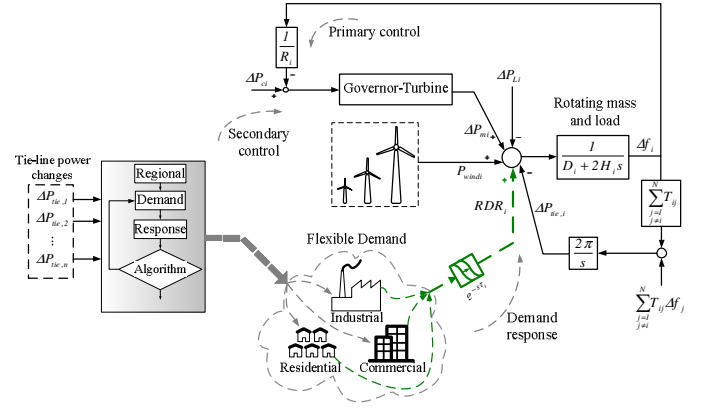 1
R_i
Primary control
ΔP_ci
+
−
Governor-Turbine
ΔP_Li
Rotating mass
and load
Secondary
control
ΔP_mi
+
−
Δf_i
1
D_i + 2H_i s
P_windi
+
−
+
Tie-line power
changes
ΔP_tie,1
ΔP_tie,2
⋮
ΔP_tie,n
Regional
Demand
Response
Algorithm
RDR_i
ΔP_tie,i
N
∑T_ij
j=1
j≠i
2π
s
Flexible Demand
Industrial
Residential
Commercial
e^−sτ_i
Demand
response
N
∑T_ij Δf_j
j=1
j≠i